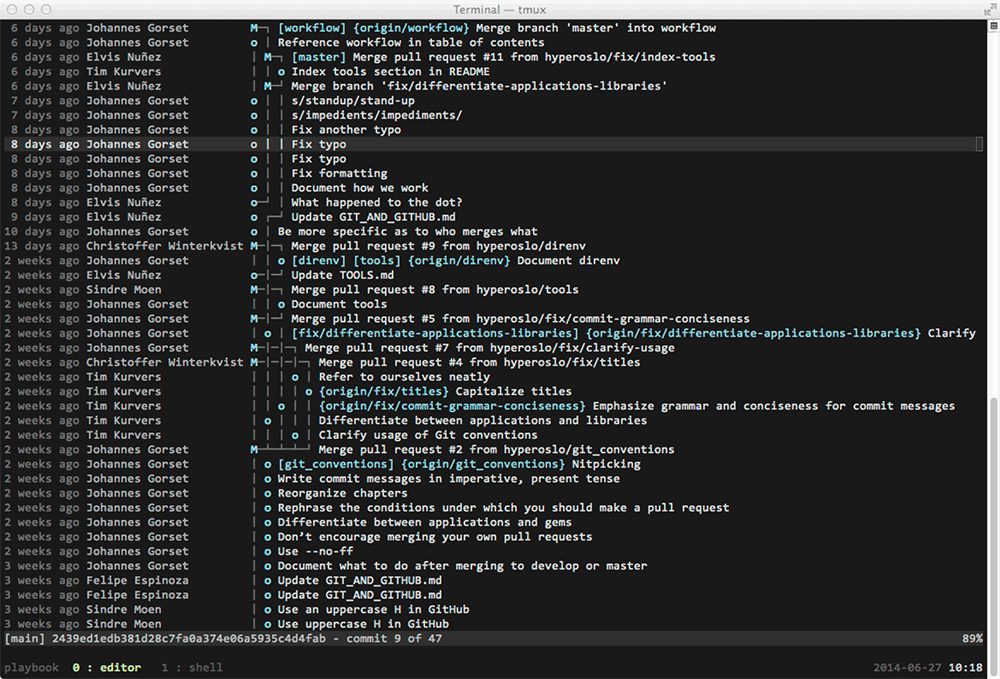 Terminal — tmux
6 days ago Johannes Gorset M [workflow] {origin/workflow} Merge branch 'master' into workflow
6 days ago Johannes Gorset o Reference workflow in table of contents
6 days ago Elvis Nuñez M [master] Merge pull request #11 from hyperoslo/fix/index-tools
6 days ago Tim Kurvers o Index tools section in README
6 days ago Elvis Nuñez M Merge branch 'fix/differentiate-applications-libraries'
7 days ago Johannes Gorset o s/standup/stand-up
7 days ago Johannes Gorset o s/impedients/impediments/
8 days ago Johannes Gorset o Fix another typo
8 days ago Johannes Gorset o Fix typo
8 days ago Johannes Gorset o Fix typo
8 days ago Johannes Gorset o Fix formatting
8 days ago Johannes Gorset o Document how we work
8 days ago Elvis Nuñez o What happened to the dot?
9 days ago Elvis Nuñez o Update GIT_AND_GITHUB.md
10 days ago Johannes Gorset o Be more specific as to who merges what
13 days ago Christoffer Winterkvist M Merge pull request #9 from hyperoslo/direnv
2 weeks ago Johannes Gorset o [direnv] [tools] {origin/direnv} Document direnv
2 weeks ago Elvis Nuñez o Update TOOLS.md
2 weeks ago Sindre Moen M Merge pull request #8 from hyperoslo/tools
2 weeks ago Johannes Gorset o Document tools
2 weeks ago Johannes Gorset M Merge pull request #5 from hyperoslo/fix/commit-grammar-conciseness
2 weeks ago Johannes Gorset o [fix/differentiate-applications-libraries] {origin/fix/differentiate-applications-libraries} Clarify
2 weeks ago Johannes Gorset M Merge pull request #7 from hyperoslo/fix/clarify-usage
2 weeks ago Christoffer Winterkvist M Merge pull request #4 from hyperoslo/fix/titles
2 weeks ago Tim Kurvers o Refer to ourselves neatly
2 weeks ago Tim Kurvers o {origin/fix/titles} Capitalize titles
2 weeks ago Tim Kurvers o {origin/fix/commit-grammar-conciseness} Emphasize grammar and conciseness for commit messages
2 weeks ago Tim Kurvers o Differentiate between applications and libraries
2 weeks ago Tim Kurvers o Clarify usage of Git conventions
2 weeks ago Johannes Gorset M Merge pull request #2 from hyperoslo/git_conventions
2 weeks ago Johannes Gorset o [git_conventions] {origin/git_conventions} Nitpicking
2 weeks ago Johannes Gorset o Write commit messages in imperative, present tense
2 weeks ago Johannes Gorset o Reorganize chapters
2 weeks ago Johannes Gorset o Rephrase the conditions under which you should make a pull request
2 weeks ago Johannes Gorset o Differentiate between applications and gems
2 weeks ago Johannes Gorset o Don’t encourage merging your own pull requests
2 weeks ago Johannes Gorset o Use --no-ff
3 weeks ago Johannes Gorset o Document what to do after merging to develop or master
3 weeks ago Felipe Espinoza o Update GIT_AND_GITHUB.md
3 weeks ago Felipe Espinoza o Update GIT_AND_GITHUB.md
3 weeks ago Sindre Moen o Use an uppercase H in GitHub
3 weeks ago Sindre Moen o Use uppercase H in GitHub
[main] 2439ed1edb381d28c7fa0a374e06a5935c4d4fab - commit 9 of 47 89%
playbook 0 : editor 1 : shell 2014-06-27 10:18